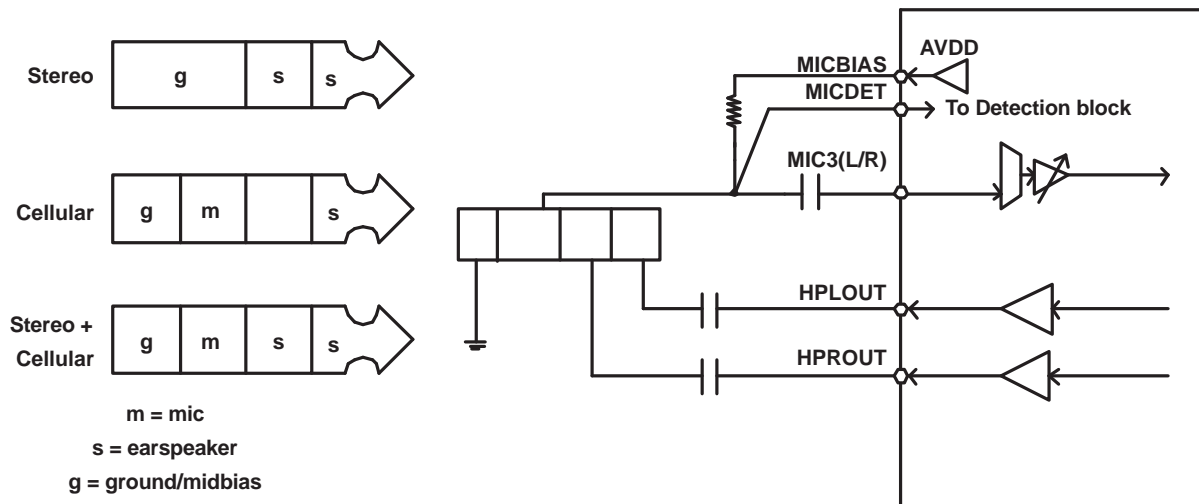 Stereo
g
s
s
Cellular
g
m
s
Stereo +
Cellular
g
m
s
s
m = mic
s = earspeaker
g = ground/midbias
AVDD
MICBIAS
MICDET
To Detection block
MIC3(L/R)
HPLOUT
HPROUT